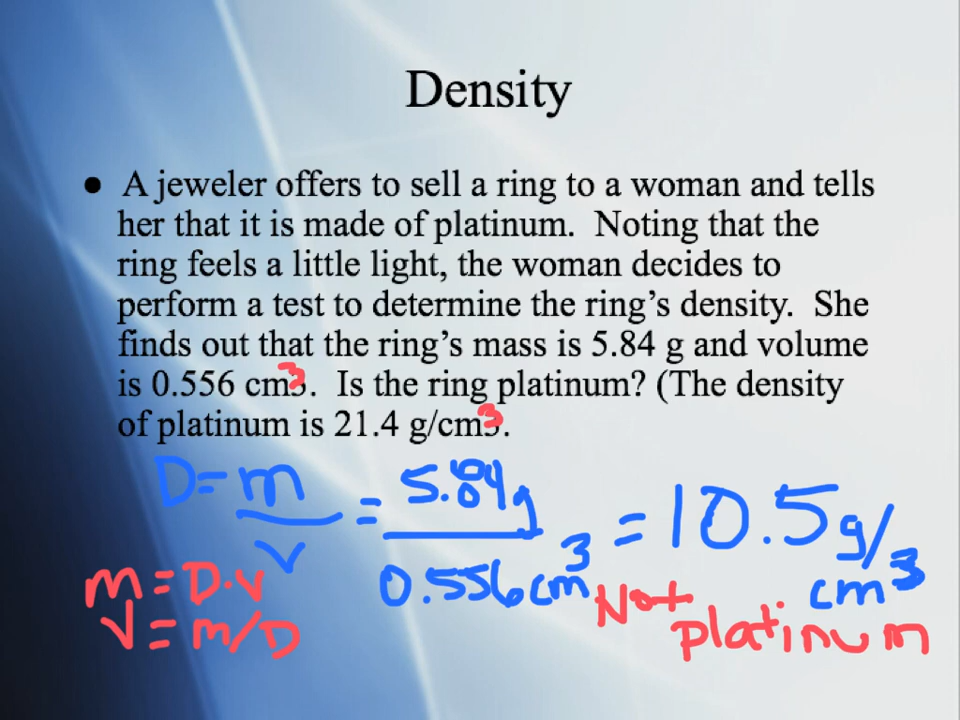 Density
• A jeweler offers to sell a ring to a woman and tells
her that it is made of platinum. Noting that the
ring feels a little light, the woman decides to
perform a test to determine the ring’s density. She
finds out that the ring’s mass is 5.84 g and volume
is 0.556 cm3. Is the ring platinum? (The density
of platinum is 21.4 g/cm3.
D = m/V = 5.84g/0.556cm³ = 10.5 g/cm³
m = D·V
V = m/D
Not platinum